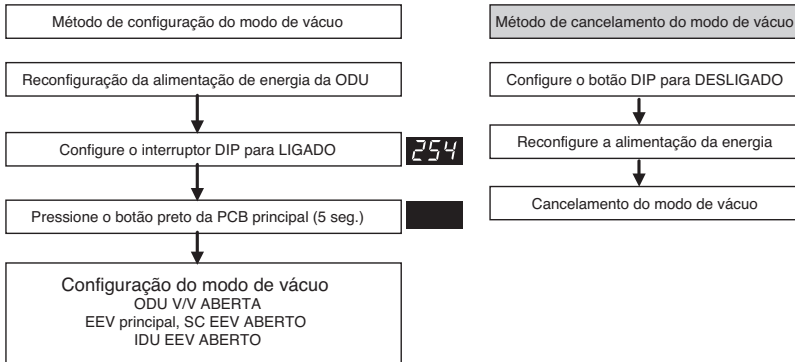 Método de configuração do modo de vácuo
Reconfiguração da alimentação de energia da ODU
Configure o interruptor DIP para LIGADO
254
Pressione o botão preto da PCB principal (5 seg.)
Configuração do modo de vácuo
ODU V/V ABERTA
EEV principal, SC EEV ABERTO
IDU EEV ABERTO
Método de cancelamento do modo de vácuo
Configure o botão DIP para DESLIGADO
Reconfigure a alimentação da energia
Cancelamento do modo de vácuo